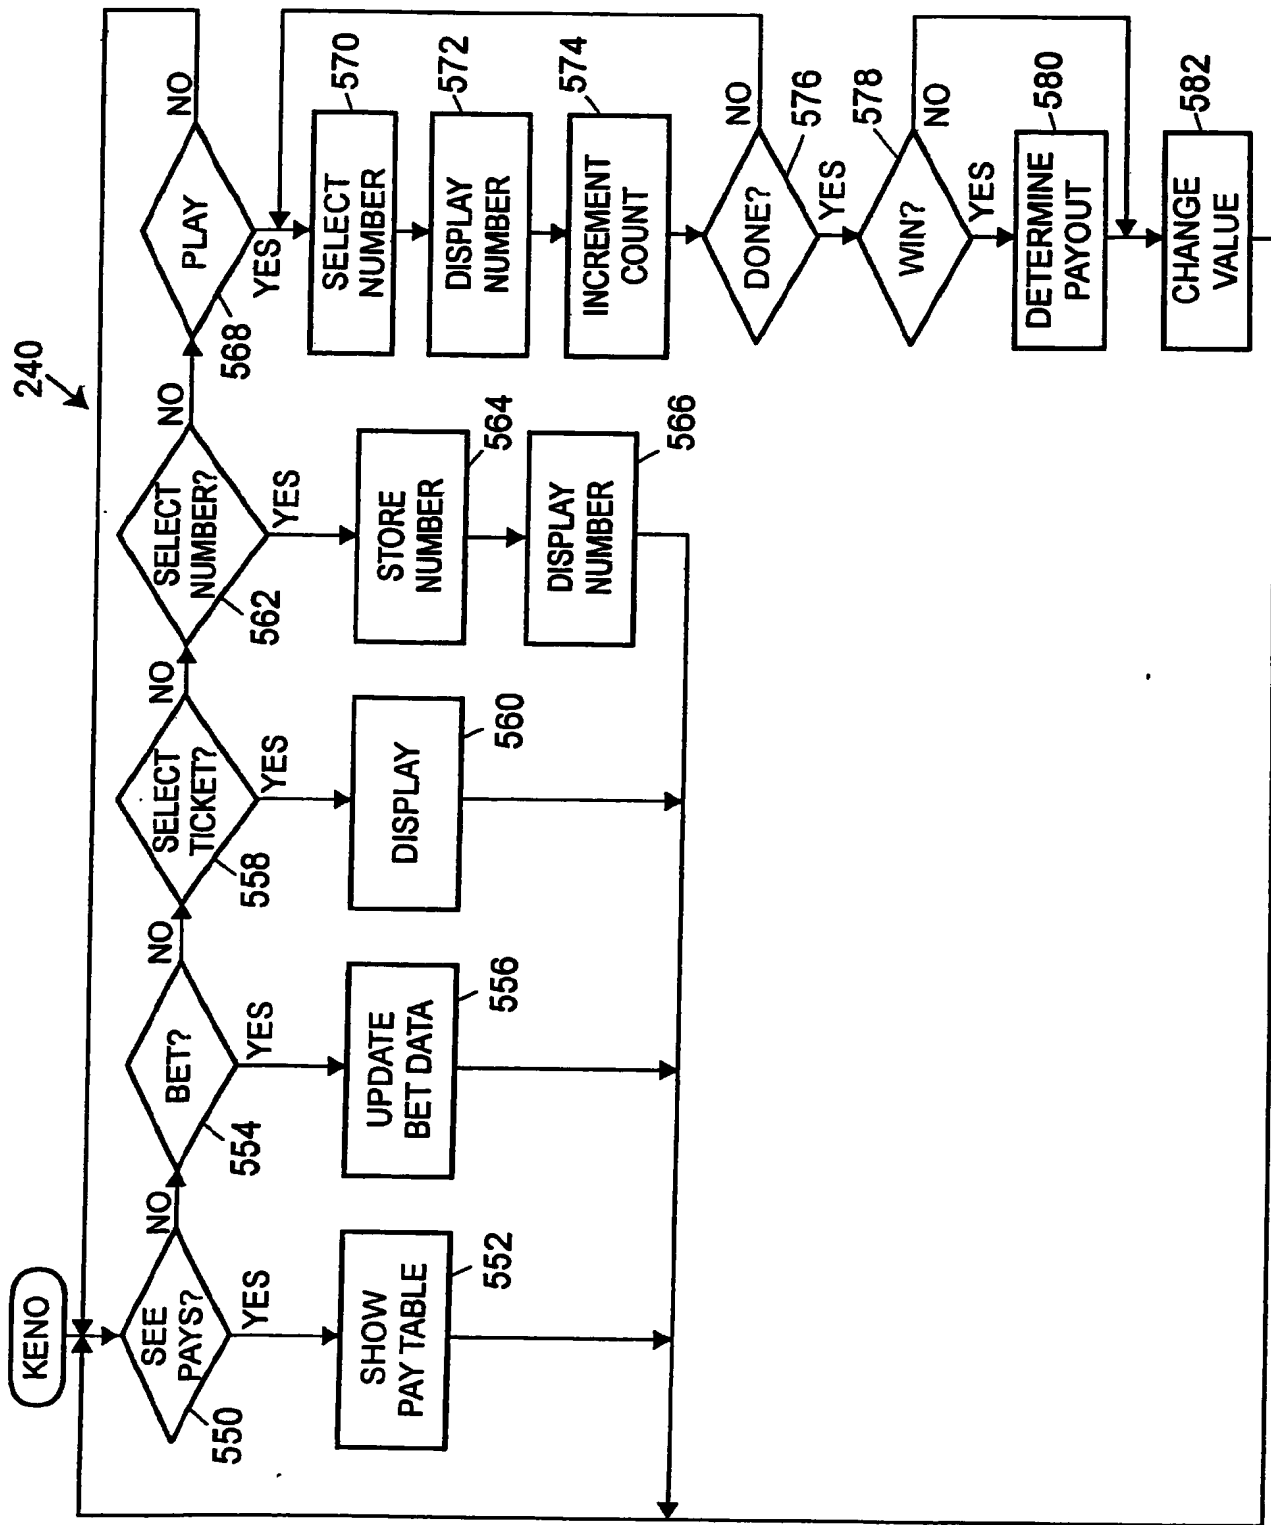 240
KENO
SEE
PAYS?
550
NO
YES
SHOW
PAY TABLE
552
BET?
554
NO
YES
UPDATE
BET DATA
556
SELECT
TICKET?
558
NO
YES
DISPLAY
560
SELECT
NUMBER?
562
NO
YES
STORE
NUMBER
564
DISPLAY
NUMBER
566
PLAY
568
NO
YES
SELECT
NUMBER
570
DISPLAY
NUMBER
572
INCREMENT
COUNT
574
DONE?
576
NO
YES
WIN?
578
NO
YES
DETERMINE
PAYOUT
580
CHANGE
VALUE
582